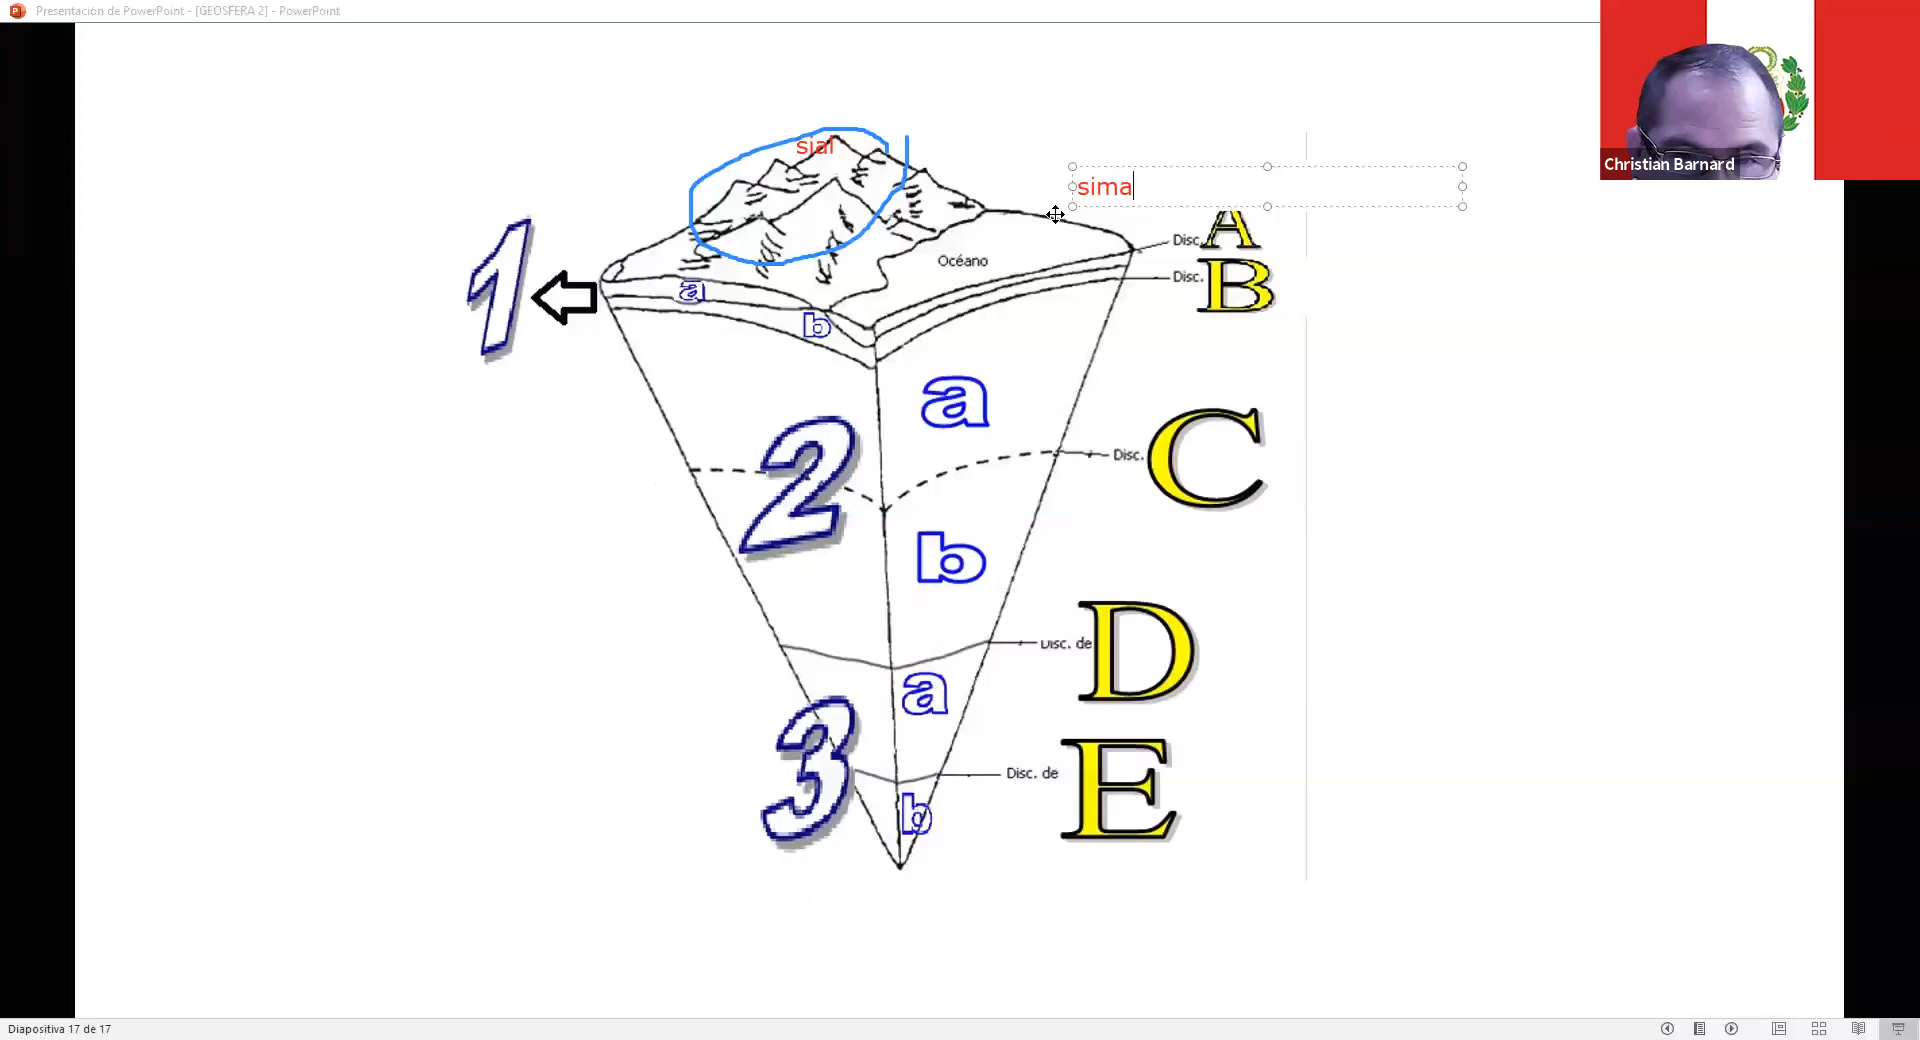 Presentación de PowerPoint - [GEOSFERA 2] - PowerPoint
Christian Barnard
sial
sima
1
Disc. A
Océano
Disc. B
a
b
a
2
Disc. C
b
Disc. de D
a
3
Disc. de E
b
Diapositiva 17 de 17